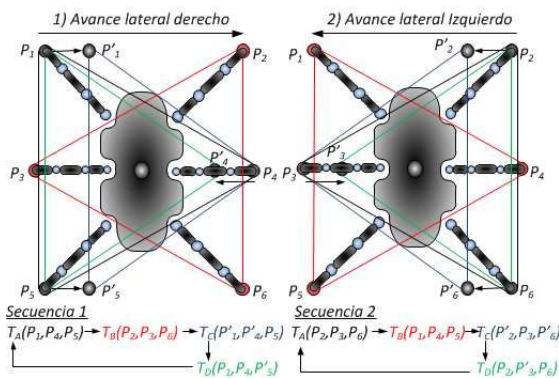 1) Avance lateral derecho
2) Avance lateral Izquierdo
P1 P'1 P2
P'2 P1 P2
P3 P'4 P4
P3 P'3 P4
P5 P'5 P6
P5 P'6 P6
Secuencia 1
TA(P1,P4,P5) TB(P2,P3,P6) TC(P'1,P'4,P5)
TD(P1,P4,P'5)
Secuencia 2
TA(P2,P3,P6) TB(P1,P4,P5) TC(P'2,P3,P'6)
TD(P2,P'3,P6)